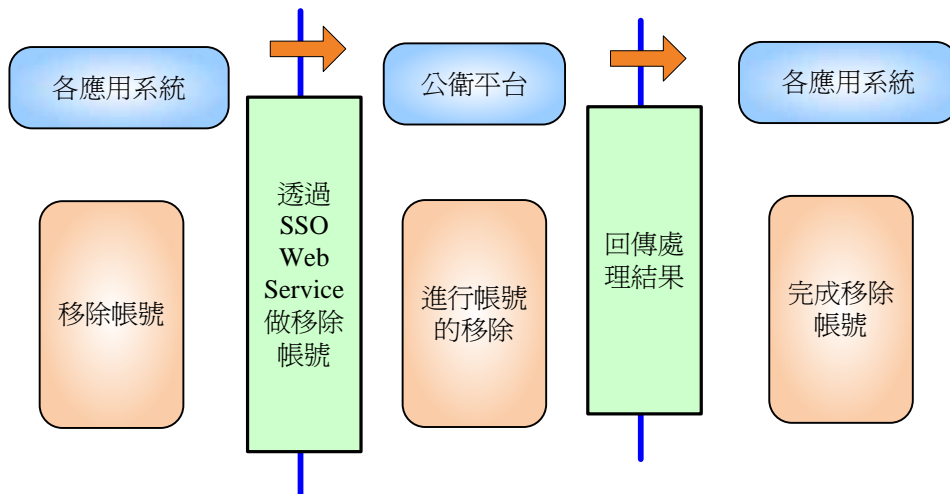 各應用系統
公衛平台
各應用系統
移除帳號
透過
SSO
Web
Service
做移除
帳號
進行帳號
的移除
回傳處
理結果
完成移除
帳號